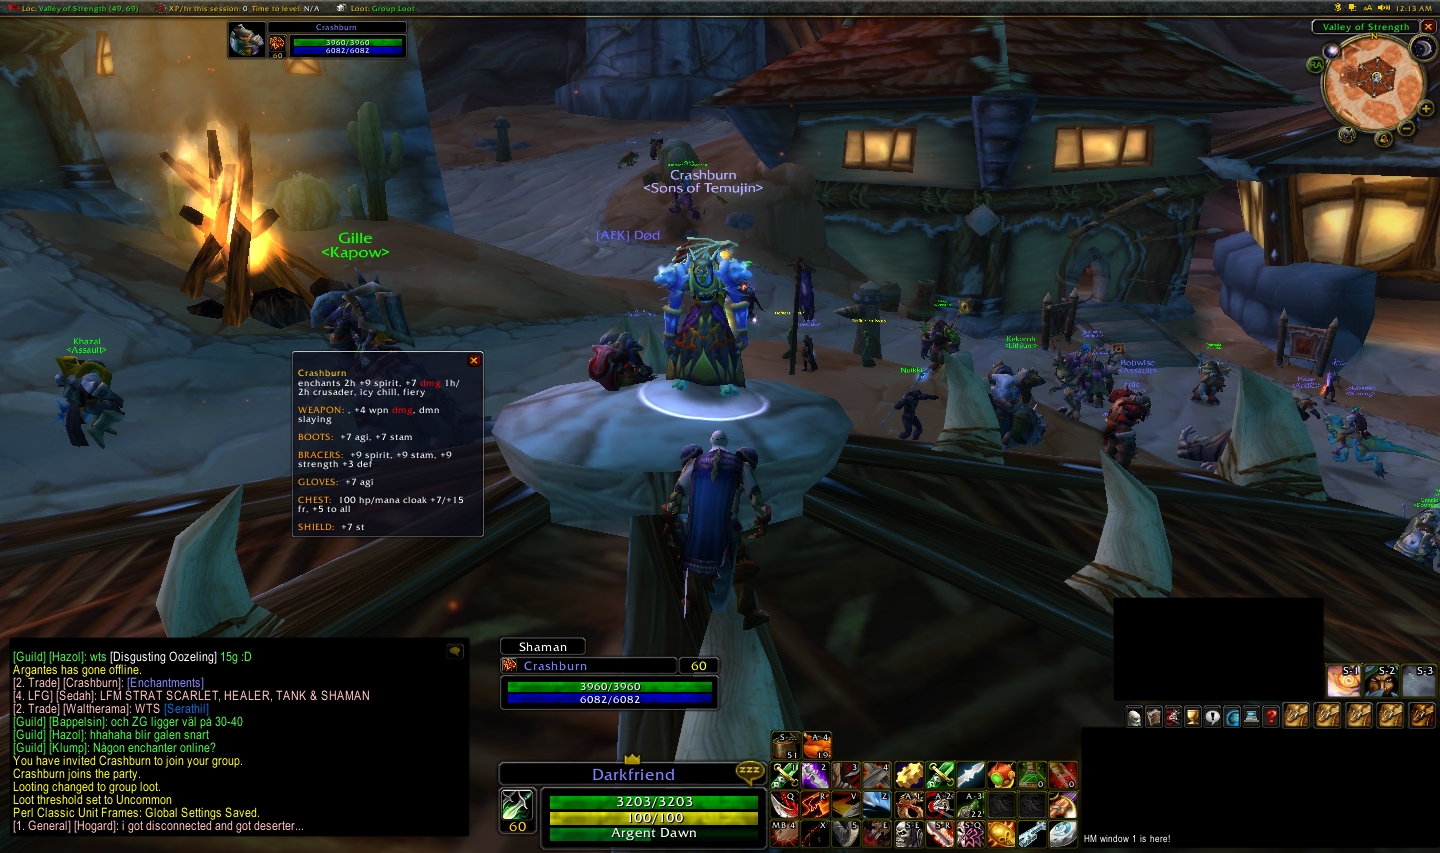 Loc: Valley of Strength (49, 69)
XP/hr this session: 0 Time to level: N/A
Loot: Group Loot
12:13 AM
Crashburn
3960/3960
6082/6082
60
Valley of Strength
N
RA
Crashburn
<Sons of Temujin>
[AFK] Død
Gille
<Kapow>
Khazal
<Assault>
Crashburn
enchants 2h +9 spirit, +7 dmg 1h/
2h crusader, icy chill, fiery
WEAPON: , +4 wpn dmg, dmn
slaying
BOOTS: +7 agi, +7 stam
BRACERS: +9 spirit, +9 stam, +9
strength +3 def
GLOVES: +7 agi
CHEST: 100 hp/mana cloak +7/+15
fr, +5 to all
SHIELD: +7 st
[Guild] [Hazol]: wts [Disgusting Oozeling] 15g :D
Argantes has gone offline.
[2. Trade] [Crashburn]: [Enchantments]
[4. LFG] [Sedah]: LFM STRAT SCARLET, HEALER, TANK & SHAMAN
[2. Trade] [Waltherama]: WTS [Serathil]
[Guild] [Bappelsin]: och ZG ligger väl på 30-40
[Guild] [Hazol]: hhahaha blir galen snart
[Guild] [Klump]: Någon enchanter online?
You have invited Crashburn to join your group.
Crashburn joins the party.
Looting changed to group loot.
Loot threshold set to Uncommon
Perl Classic Unit Frames: Global Settings Saved.
[1. General] [Hogard]: i got disconnected and got deserter...
Shaman
Crashburn
60
3960/3960
6082/6082
Darkfriend
zzz
60
3203/3203
100/100
Argent Dawn
S-1
S-2
S-3
HM window 1 is here!